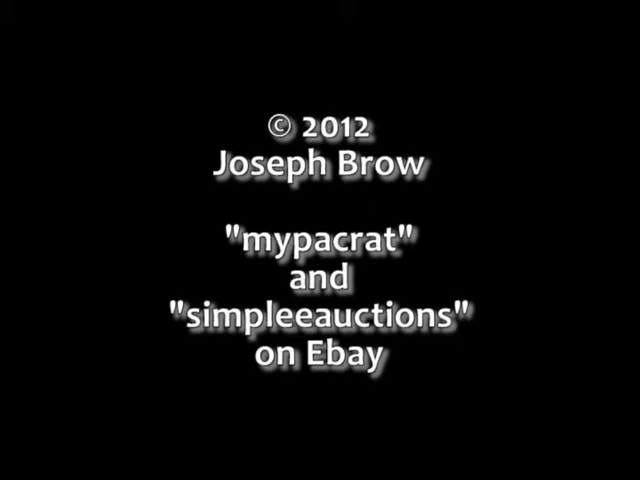 © 2012
Joseph Brow
"mypacrat"
and
"simpleeauctions"
on Ebay